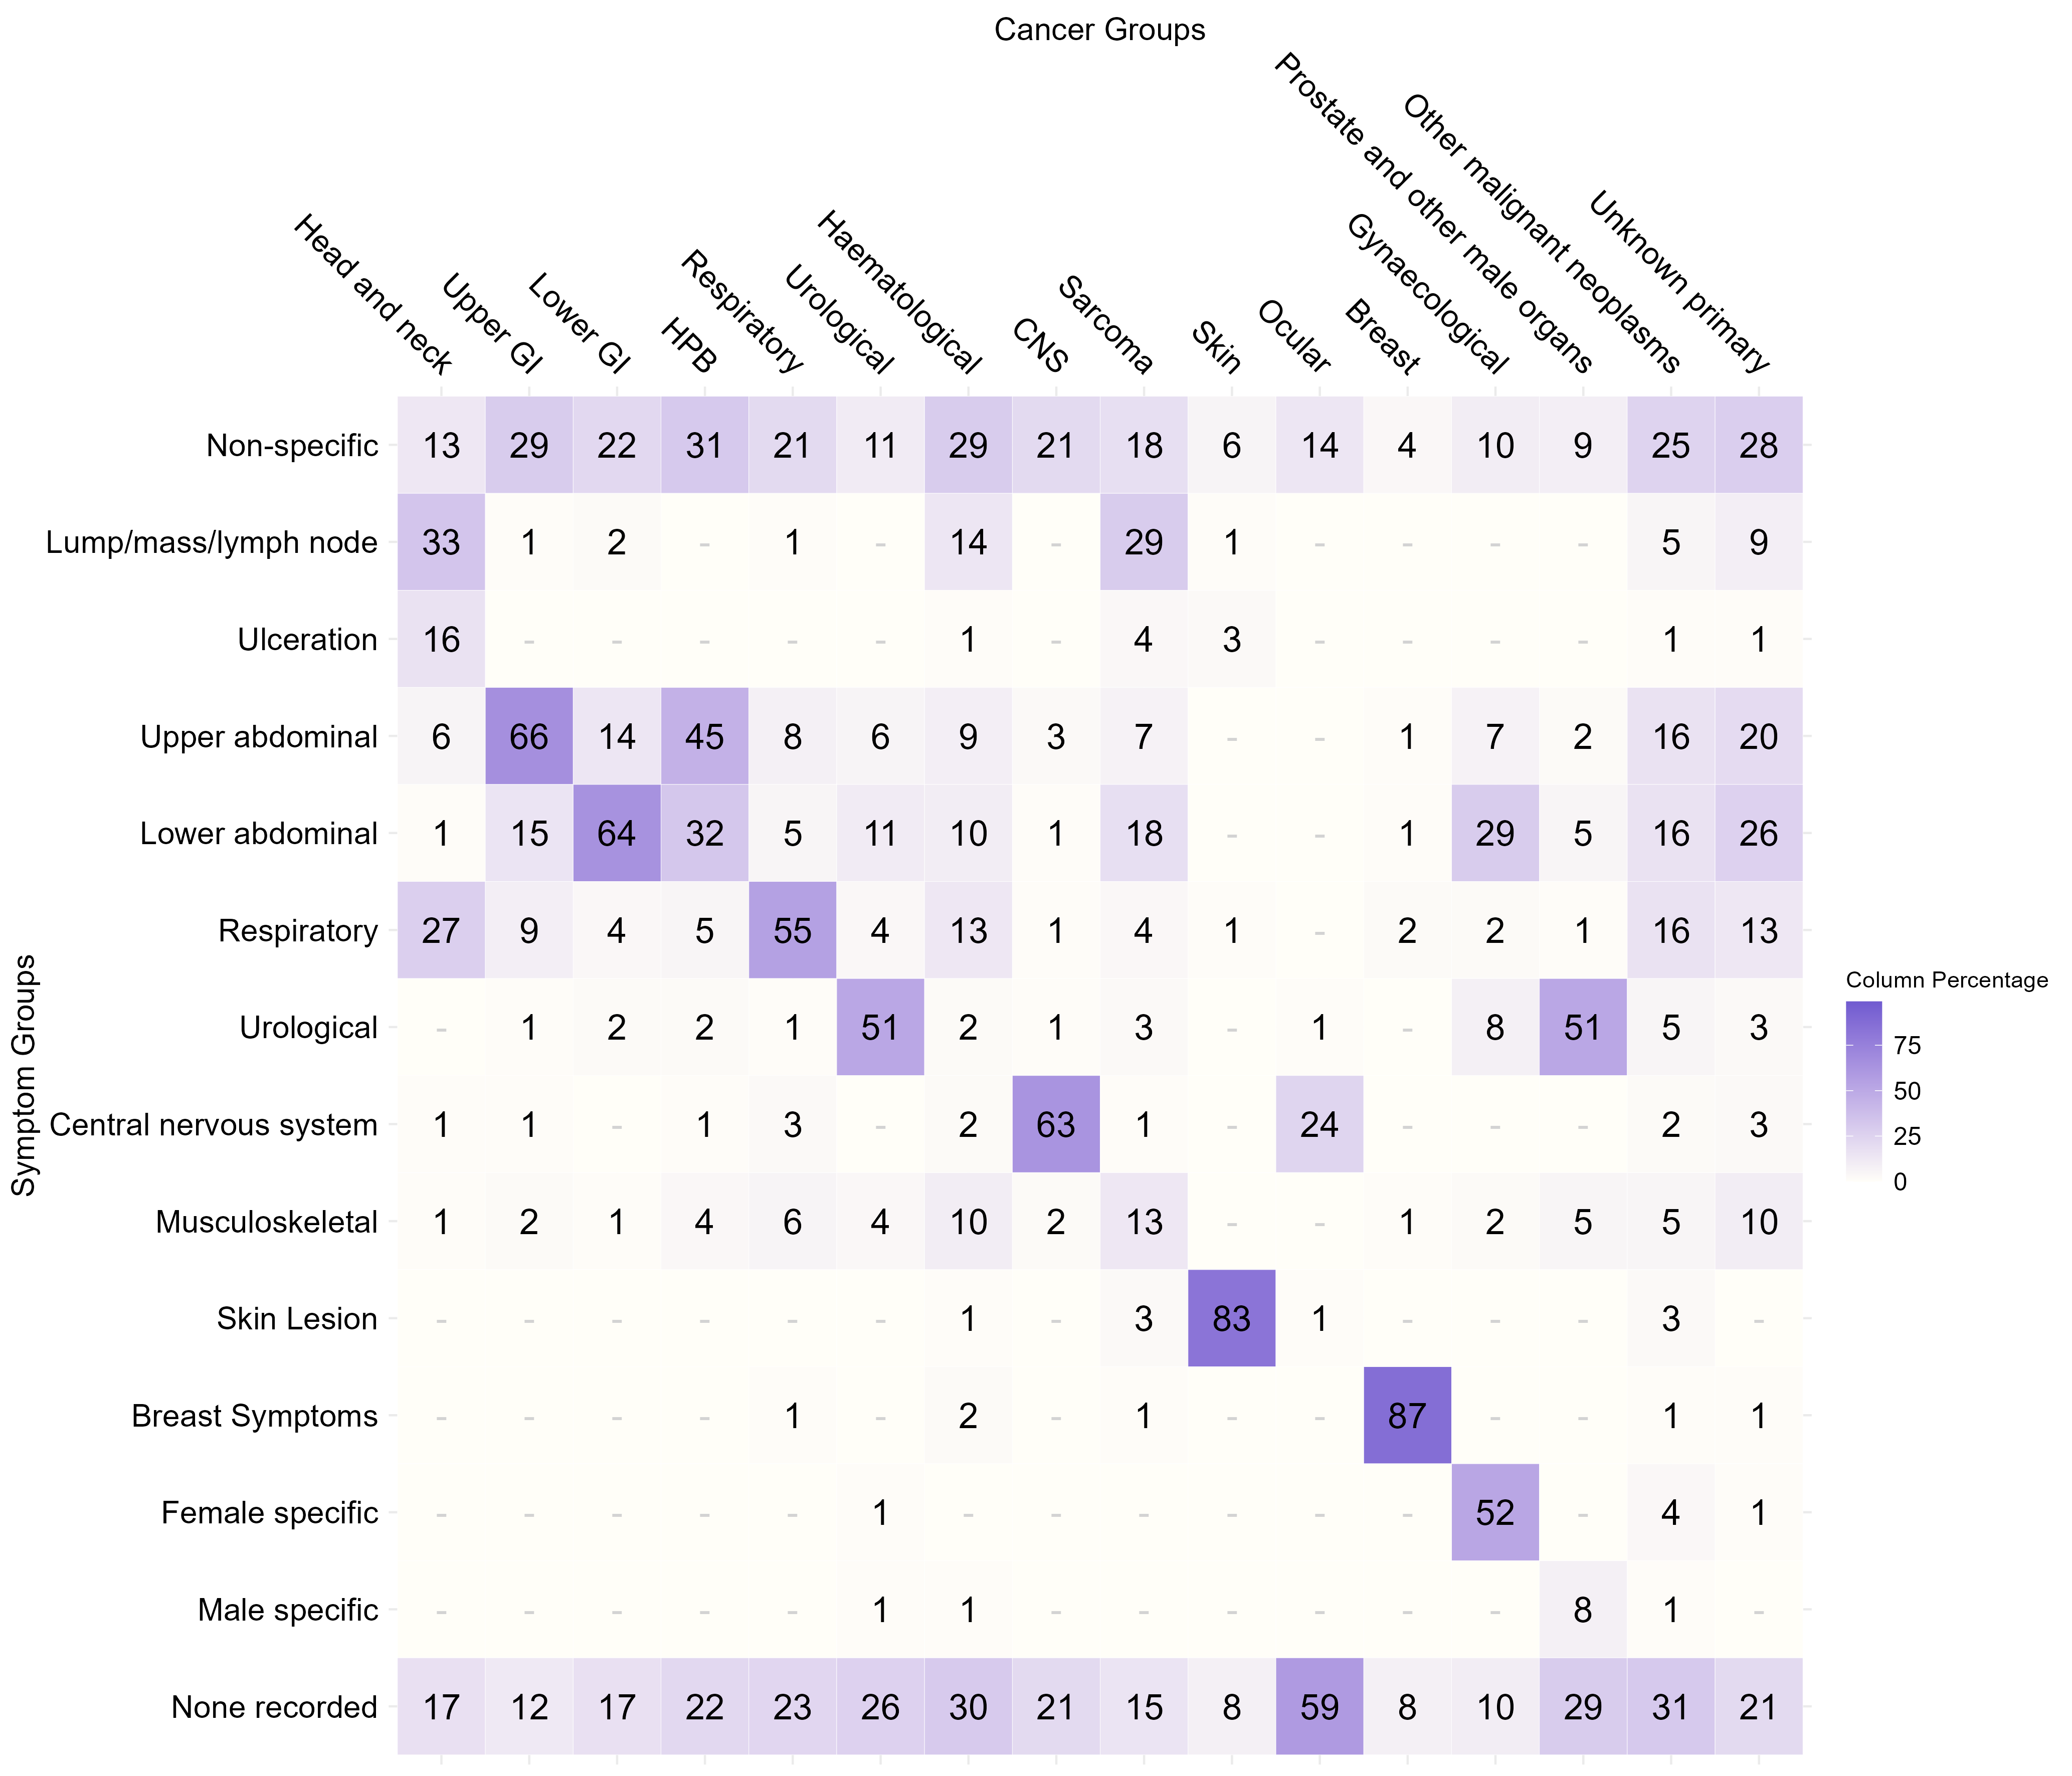 Cancer Groups
Head and neck
Upper GI
Lower GI
HPB
Respiratory
Urological
Haematological
CNS
Sarcoma
Skin
Ocular
Breast
Gynaecological
Prostate and other male organs
Other malignant neoplasms
Unknown primary
Symptom Groups
Non-specific 13 29 22 31 21 11 29 21 18 6 14 4 10 9 25 28
Lump/mass/lymph node 33 1 2 - 1 - 14 - 29 1 - - - - 5 9
Ulceration 16 - - - - - 1 - 4 3 - - - - 1 1
Upper abdominal 6 66 14 45 8 6 9 3 7 - - 1 7 2 16 20
Lower abdominal 1 15 64 32 5 11 10 1 18 - - 1 29 5 16 26
Respiratory 27 9 4 5 55 4 13 1 4 1 - 2 2 1 16 13
Urological - 1 2 2 1 51 2 1 3 - 1 - 8 51 5 3
Central nervous system 1 1 - 1 3 - 2 63 1 - 24 - - - 2 3
Musculoskeletal 1 2 1 4 6 4 10 2 13 - - 1 2 5 5 10
Skin Lesion - - - - - - 1 - 3 83 1 - - - 3 -
Breast Symptoms - - - - 1 - 2 - 1 - - 87 - - 1 1
Female specific - - - - - 1 - - - - - - 52 - 4 1
Male specific - - - - - 1 1 - - - - - - 8 1 -
None recorded 17 12 17 22 23 26 30 21 15 8 59 8 10 29 31 21
Column Percentage
75
50
25
0